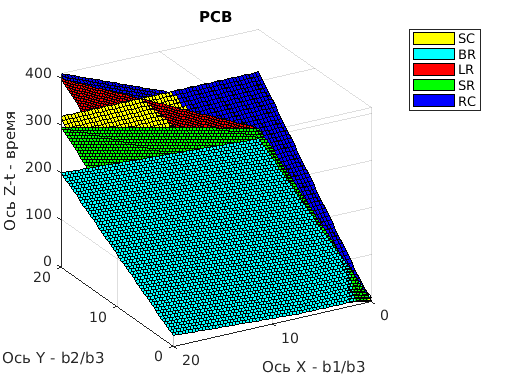 PCB
SC
BR
LR
SR
RC
Ось Z-t - время
400
300
200
100
0
20
10
0
Ось Y - b2/b3
20
10
0
Ось X - b1/b3